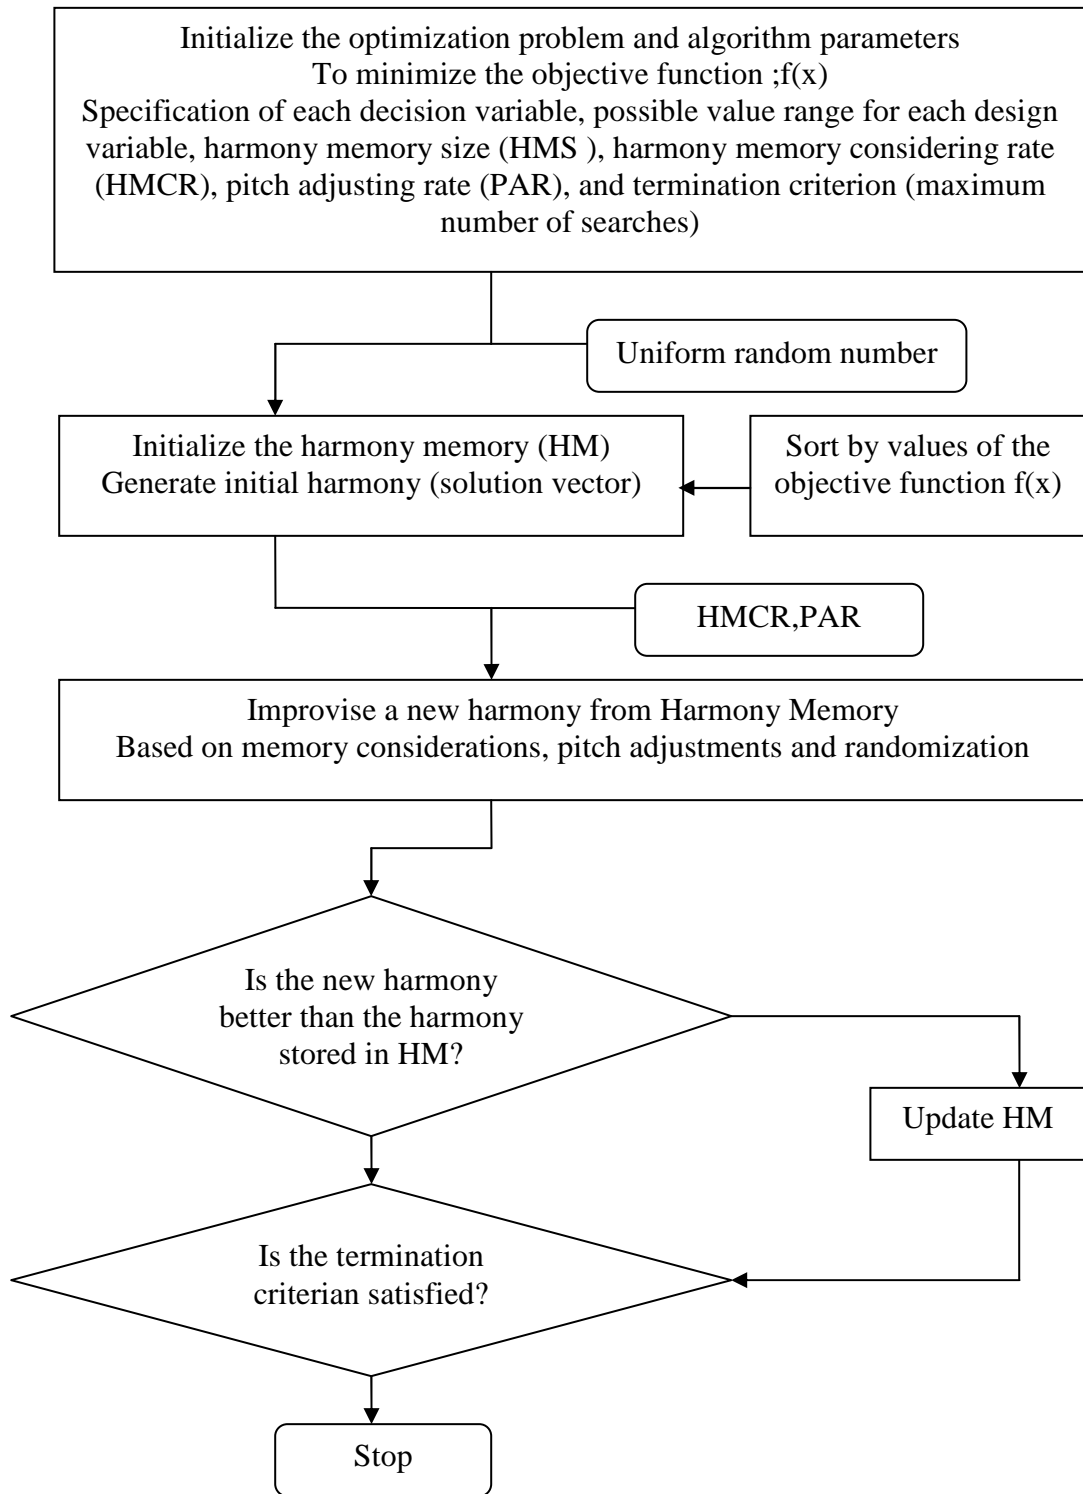 Initialize the optimization problem and algorithm parameters
To minimize the objective function ;f(x)
Specification of each decision variable, possible value range for each design
variable, harmony memory size (HMS ), harmony memory considering rate
(HMCR), pitch adjusting rate (PAR), and termination criterion (maximum
number of searches)
Uniform random number
Initialize the harmony memory (HM)
Generate initial harmony (solution vector)
Sort by values of the
objective function f(x)
HMCR,PAR
Improvise a new harmony from Harmony Memory
Based on memory considerations, pitch adjustments and randomization
Is the new harmony
better than the harmony
stored in HM?
Update HM
Is the termination
criterian satisfied?
Stop